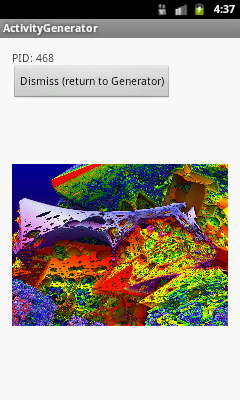 4:37
ActivityGenerator
PID: 468
Dismiss (return to Generator)